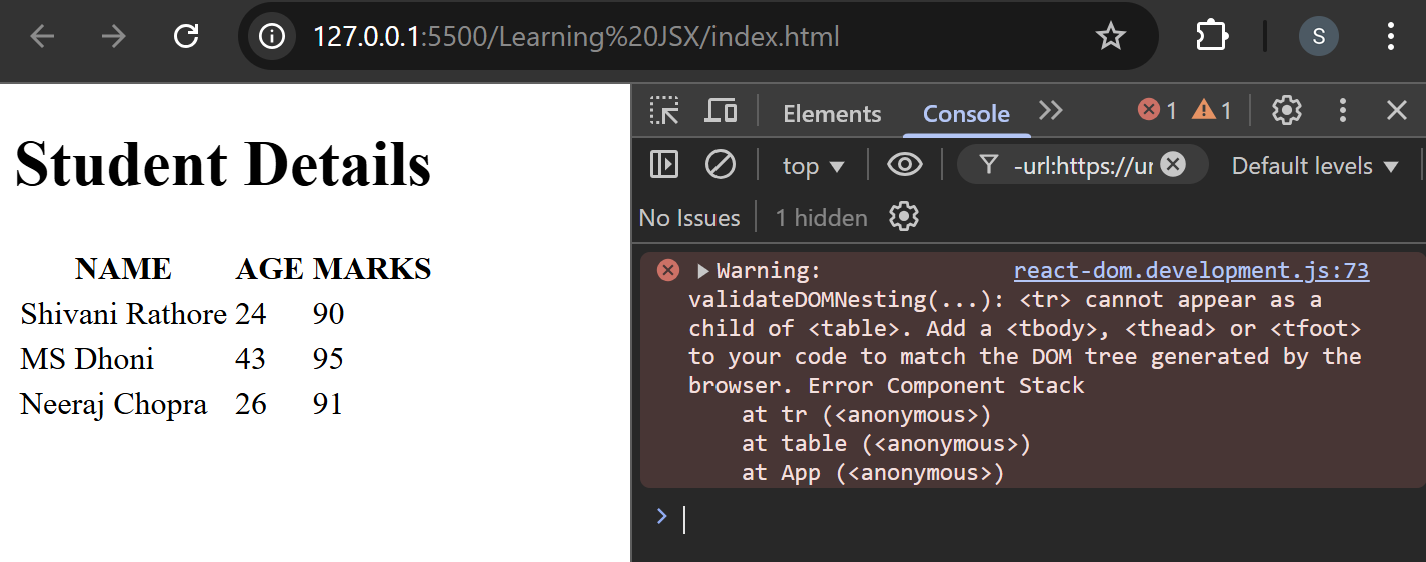 127.0.0.1:5500/Learning%20JSX/index.html
S
Student Details
NAME AGE MARKS
Shivani Rathore 24 90
MS Dhoni 43 95
Neeraj Chopra 26 91
Elements Console 1 1
top -url:https://ur Default levels
No Issues 1 hidden
Warning: react-dom.development.js:73
validateDOMNesting(...): <tr> cannot appear as a
child of <table>. Add a <tbody>, <thead> or <tfoot>
to your code to match the DOM tree generated by the
browser. Error Component Stack
at tr (<anonymous>)
at table (<anonymous>)
at App (<anonymous>)